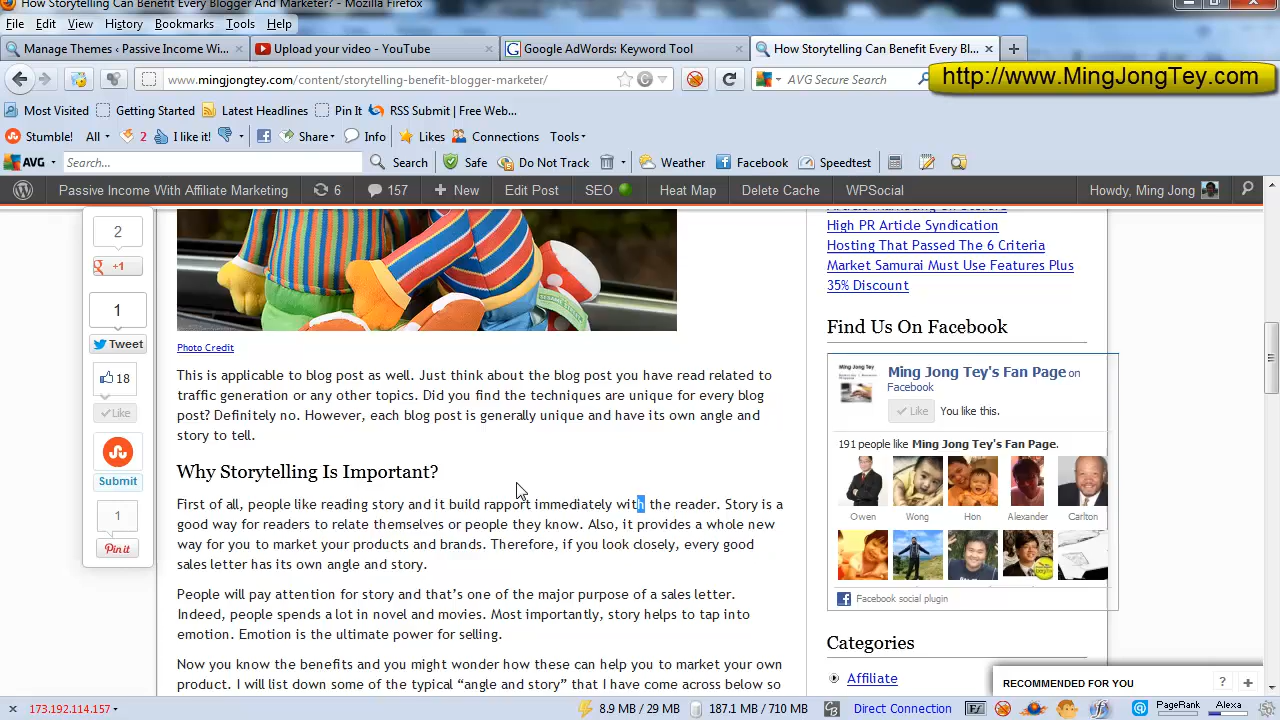 How Storytelling Can Benefit Every Blogger And Marketer? - Mozilla Firefox
File Edit View History Bookmarks Tools Help
Manage Themes ‹ Passive Income Wi... Upload your video - YouTube Google AdWords: Keyword Tool How Storytelling Can Benefit Every Bl...
www.mingjongtey.com/content/storytelling-benefit-blogger-marketer/ AVG Secure Search
http://www.MingJongTey.com
Most Visited Getting Started Latest Headlines Pin It RSS Submit | Free Web...
Stumble! All 2 I like it! Share Info Likes Connections Tools
AVG Search... Search Safe Do Not Track Weather Facebook Speedtest
Passive Income With Affiliate Marketing 6 157 New Edit Post SEO Heat Map Delete Cache WPSocial Howdy, Ming Jong
2
+1
1
Tweet
18
Like
Submit
1
Pin it
Photo Credit
This is applicable to blog post as well. Just think about the blog post you have read related to
traffic generation or any other topics. Did you find the techniques are unique for every blog
post? Definitely no. However, each blog post is generally unique and have its own angle and
story to tell.
Why Storytelling Is Important?
First of all, people like reading story and it build rapport immediately with the reader. Story is a
good way for readers to relate themselves or people they know. Also, it provides a whole new
way for you to market your products and brands. Therefore, if you look closely, every good
sales letter has its own angle and story.
People will pay attention for story and that's one of the major purpose of a sales letter.
Indeed, people spends a lot in novel and movies. Most importantly, story helps to tap into
emotion. Emotion is the ultimate power for selling.
Now you know the benefits and you might wonder how these can help you to market your own
product. I will list down some of the typical “angle and story” that I have come across below so
High PR Article Syndication
Hosting That Passed The 6 Criteria
Market Samurai Must Use Features Plus
35% Discount
Find Us On Facebook
Ming Jong Tey's Fan Page on
Facebook
Like You like this.
191 people like Ming Jong Tey's Fan Page.
Owen Wong Hon Alexander Carlton
Facebook social plugin
Categories
Affiliate
RECOMMENDED FOR YOU ? +
173.192.114.157 8.9 MB / 29 MB 187.1 MB / 710 MB Direct Connection PageRank Alexa